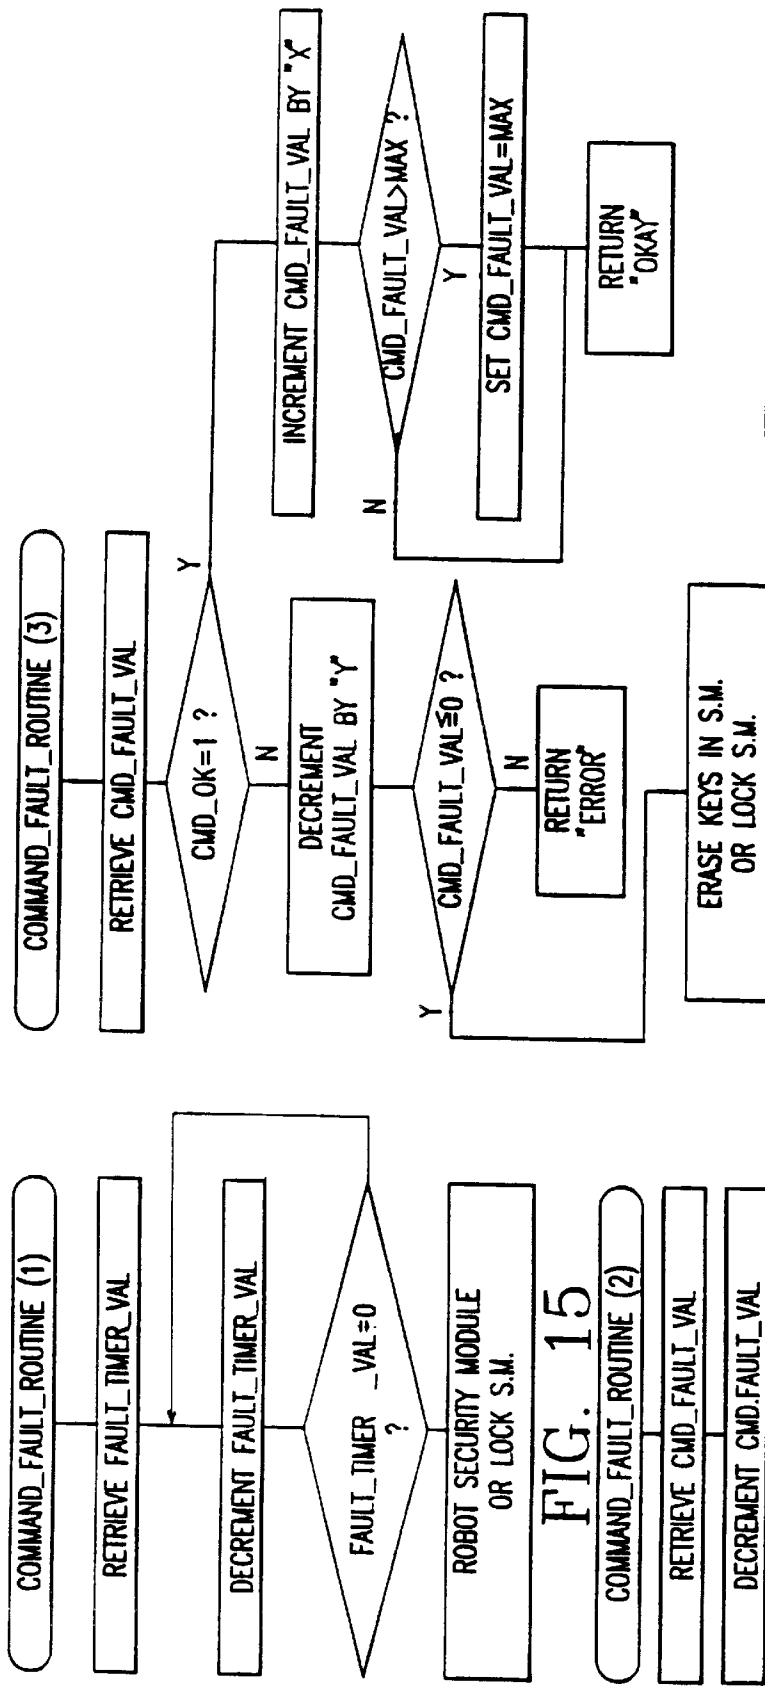 COMMAND_FAULT_ROUTINE (1)
RETRIEVE FAULT_TIMER_VAL
DECREMENT FAULT_TIMER_VAL
FAULT_TIMER _VAL=0
?
ROBOT SECURITY MODULE
OR LOCK S.M.
FIG. 15
COMMAND_FAULT_ROUTINE (2)
RETRIEVE CMD_FAULT_VAL
DECREMENT CMD.FAULT_VAL
COMMAND_FAULT_ROUTINE (3)
RETRIEVE CMD_FAULT_VAL
CMD_OK=1 ?
Y
N
DECREMENT
CMD_FAULT_VAL BY "Y"
CMD_FAULT_VAL≦0 ?
Y
N
RETURN
"ERROR"
ERASE KEYS IN S.M.
OR LOCK S.M.
INCREMENT CMD_FAULT_VAL BY "X"
CMD_FAULT_VAL>MAX ?
N
Y
SET CMD_FAULT_VAL=MAX
RETURN
"OKAY"